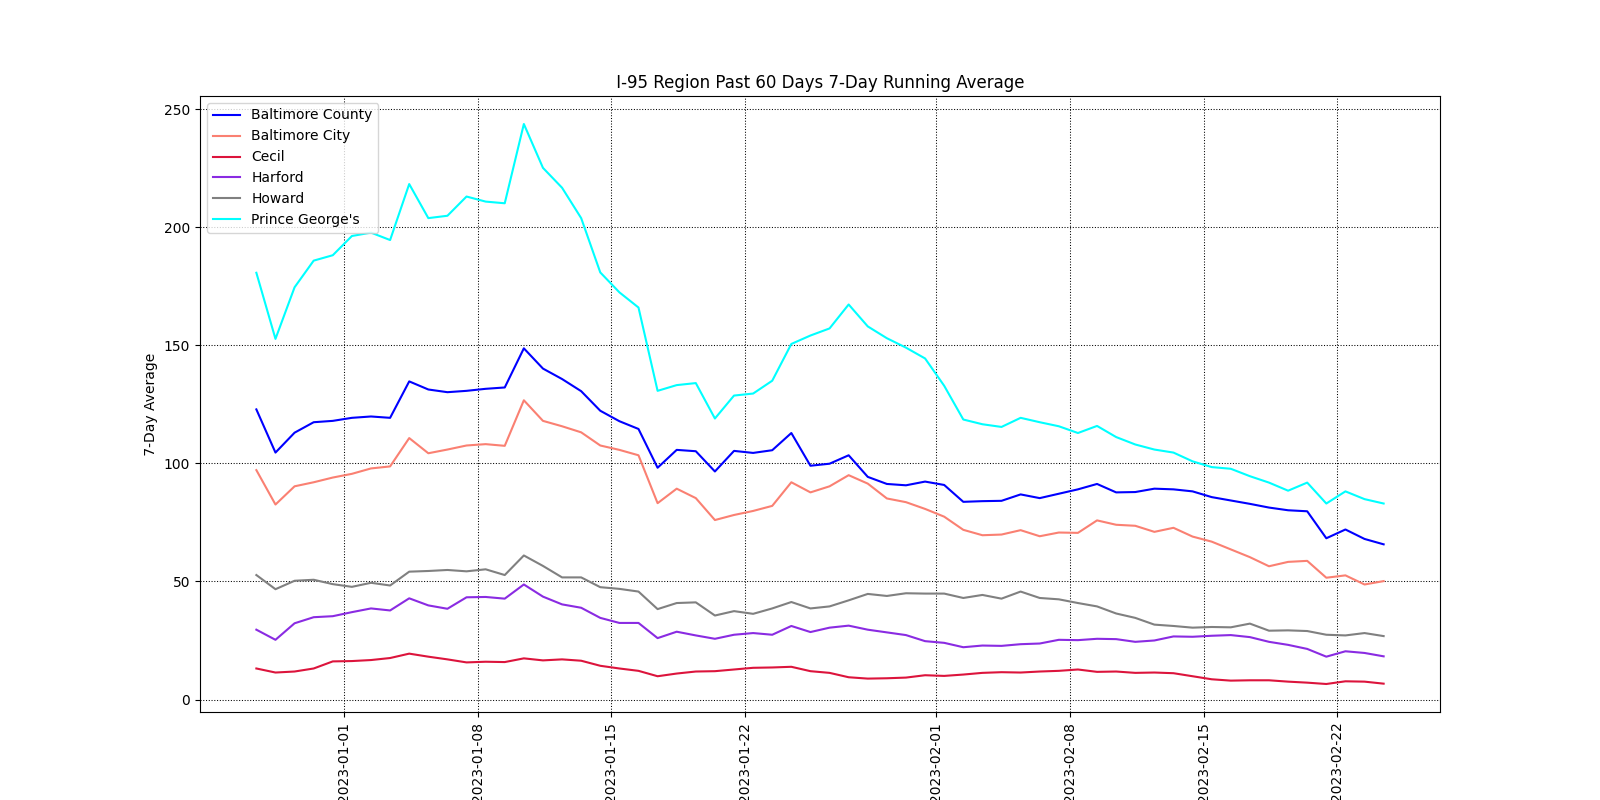 I-95 Region Past 60 Days 7-Day Running Average
Baltimore County
Baltimore City
Cecil
Harford
Howard
Prince George's
7-Day Average
250
200
150
100
50
0
2023-01-01
2023-01-08
2023-01-15
2023-01-22
2023-02-01
2023-02-08
2023-02-15
2023-02-22